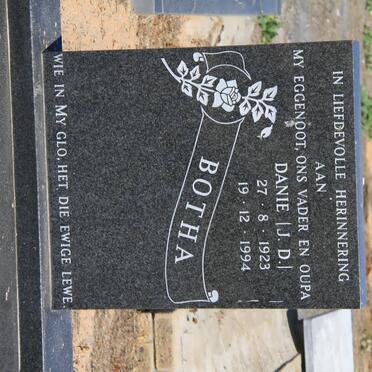 IN LIEFDEVOLLE HERINNERING
AAN
MY EGGENOOT, ONS VADER EN OUPA
DANIE (J.D.)
27·8·1923
19·12·1994
BOTHA
WIE IN MY GLO, HET DIE EWIGE LEWE.